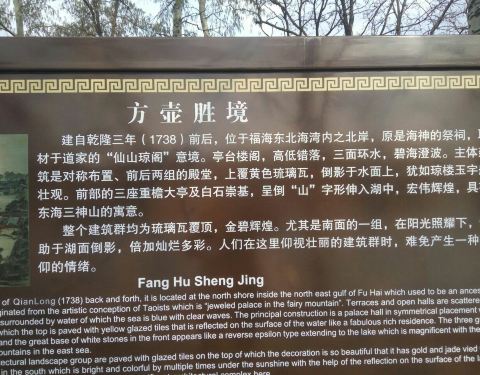 方壶胜境
建自乾隆三年（1738）前后，位于福海东北海湾内之北岸，原是海神的祭祠，
材于道家的“仙山琼阁”意境。亭台楼阁，高低错落，三面环水，碧海澄波。主体
筑是对称布置、前后两组的殿堂，上覆黄色琉璃瓦，倒影于水面上，犹如琼楼玉宇
壮观。前部的三座重檐大亭及白石崇基，呈倒“山”字形伸入湖中，宏伟辉煌，具
东海三神山的寓意。
整个建筑群均为琉璃瓦覆顶，金碧辉煌。尤其是南面的一组，在阳光照耀下，
助于湖面倒影，倍加灿烂多彩。人们在这里仰视壮丽的建筑群时，难免产生一种
仰的情绪。
Fang Hu Sheng Jing
of QianLong (1738) back and forth, it is located at the north shore inside the north east gulf of Fu Hai which used to be an
ginated from the artistic conception of Taoists which is "jeweled palace in the fairy mountain". Terraces and open halls are
surrounded by water of which the sea is blue with clear waves. The principal construction is a palace hall in symmetrical placement
which the top is paved with yellow glazed tiles that is reflected on the surface of the water like a fabulous rich residence. The three
and the great base of white stones in the front appears like a reverse epsilon type extending to the lake which is magnificent with the
ountains in the east sea.
ectural landscape group are paved with glazed tiles on the top of which the decoration is so beautiful that it has gold and jade vied
in the south which is bright and colorful by multiple times under the sunshine with the help of the reflection on the surface of the